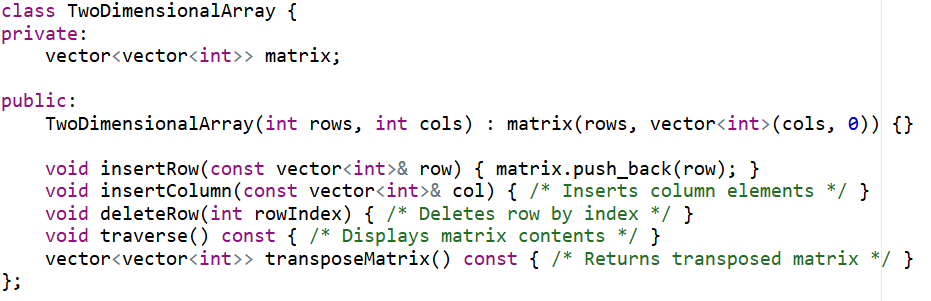 class TwoDimensionalArray {
private:
    vector<vector<int>> matrix;

public:
    TwoDimensionalArray(int rows, int cols) : matrix(rows, vector<int>(cols, 0)) {}

    void insertRow(const vector<int>& row) { matrix.push_back(row); }
    void insertColumn(const vector<int>& col) { /* Inserts column elements */ }
    void deleteRow(int rowIndex) { /* Deletes row by index */ }
    void traverse() const { /* Displays matrix contents */ }
    vector<vector<int>> transposeMatrix() const { /* Returns transposed matrix */ }
};